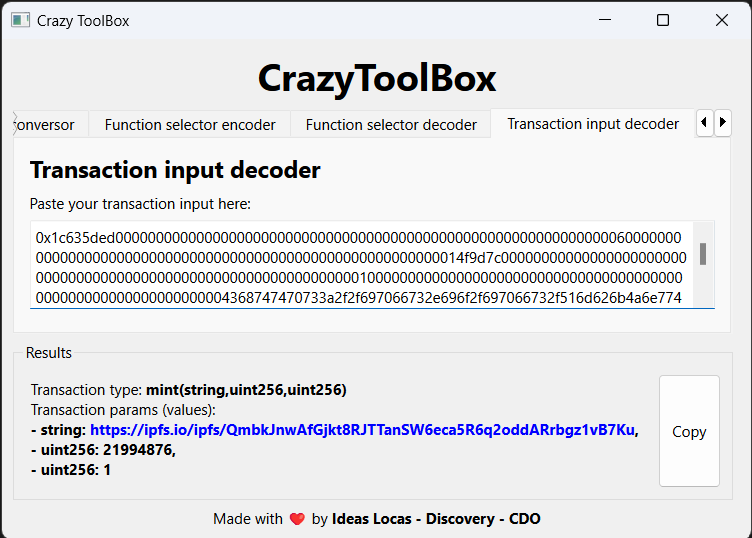 Crazy ToolBox
CrazyToolBox
onversor
Function selector encoder
Function selector decoder
Transaction input decoder
Transaction input decoder
Paste your transaction input here:
Results
Transaction type: mint(string,uint256,uint256)
Transaction params (values):
- string: https://ipfs.io/ipfs/QmbkJnwAfGjkt8RJTTanSW6eca5R6q2oddARrbgz1vB7Ku,
- uint256: 21994876,
- uint256: 1
Copy
Made with ❤️ by Ideas Locas - Discovery - CDO